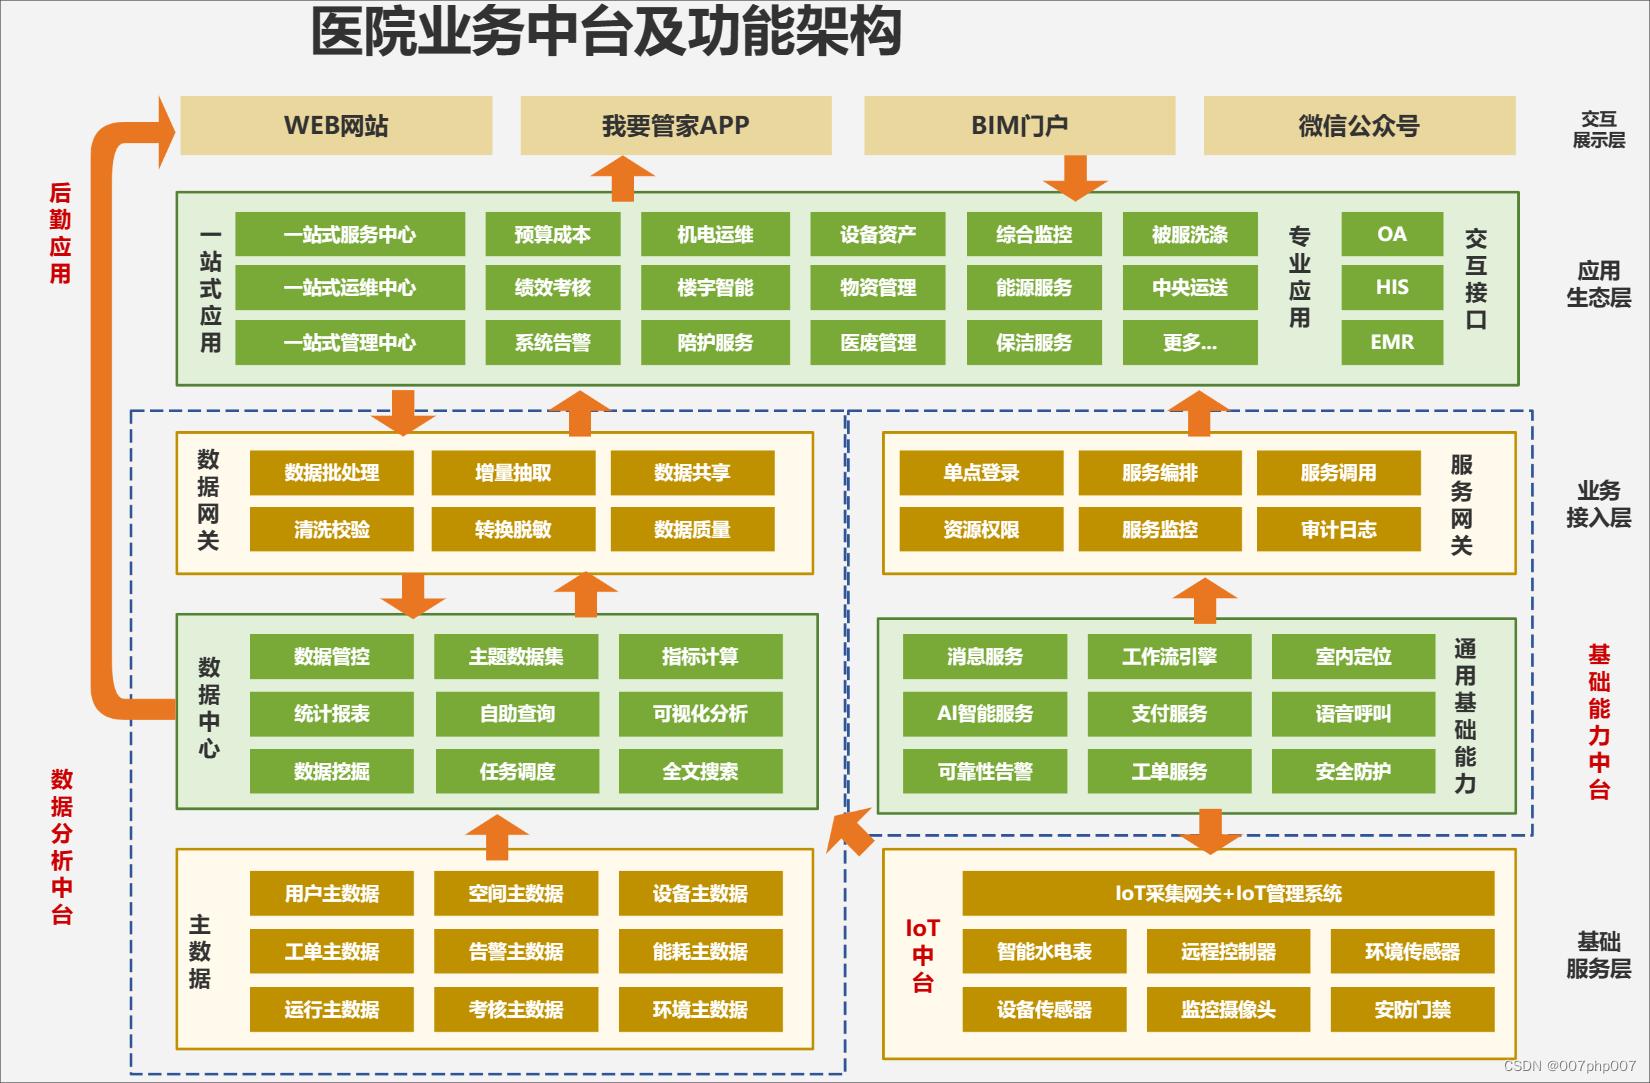 医院业务中台及功能架构
WEB网站
我要管家APP
BIM门户
微信公众号
交互
展示层
后勤应用
一站式应用
一站式服务中心
预算成本
机电运维
设备资产
综合监控
被服洗涤
一站式运维中心
绩效考核
楼宇智能
物资管理
能源服务
中央运送
一站式管理中心
系统告警
陪护服务
医废管理
保洁服务
更多...
专业应用
OA
HIS
EMR
交互接口
应用
生态层
数据网关
数据批处理
增量抽取
数据共享
清洗校验
转换脱敏
数据质量
单点登录
服务编排
服务调用
资源权限
服务监控
审计日志
服务网关
业务
接入层
数据中心
数据管控
主题数据集
指标计算
统计报表
自助查询
可视化分析
数据挖掘
任务调度
全文搜索
消息服务
工作流引擎
室内定位
AI智能服务
支付服务
语音呼叫
可靠性告警
工单服务
安全防护
通用基础能力
基础能力中台
数据分析中台
主数据
用户主数据
空间主数据
设备主数据
工单主数据
告警主数据
能耗主数据
运行主数据
考核主数据
环境主数据
IoT
中
台
IoT采集网关+IoT管理系统
智能水电表
远程控制器
环境传感器
设备传感器
监控摄像头
安防门禁
基础
服务层
CSDN @007php007